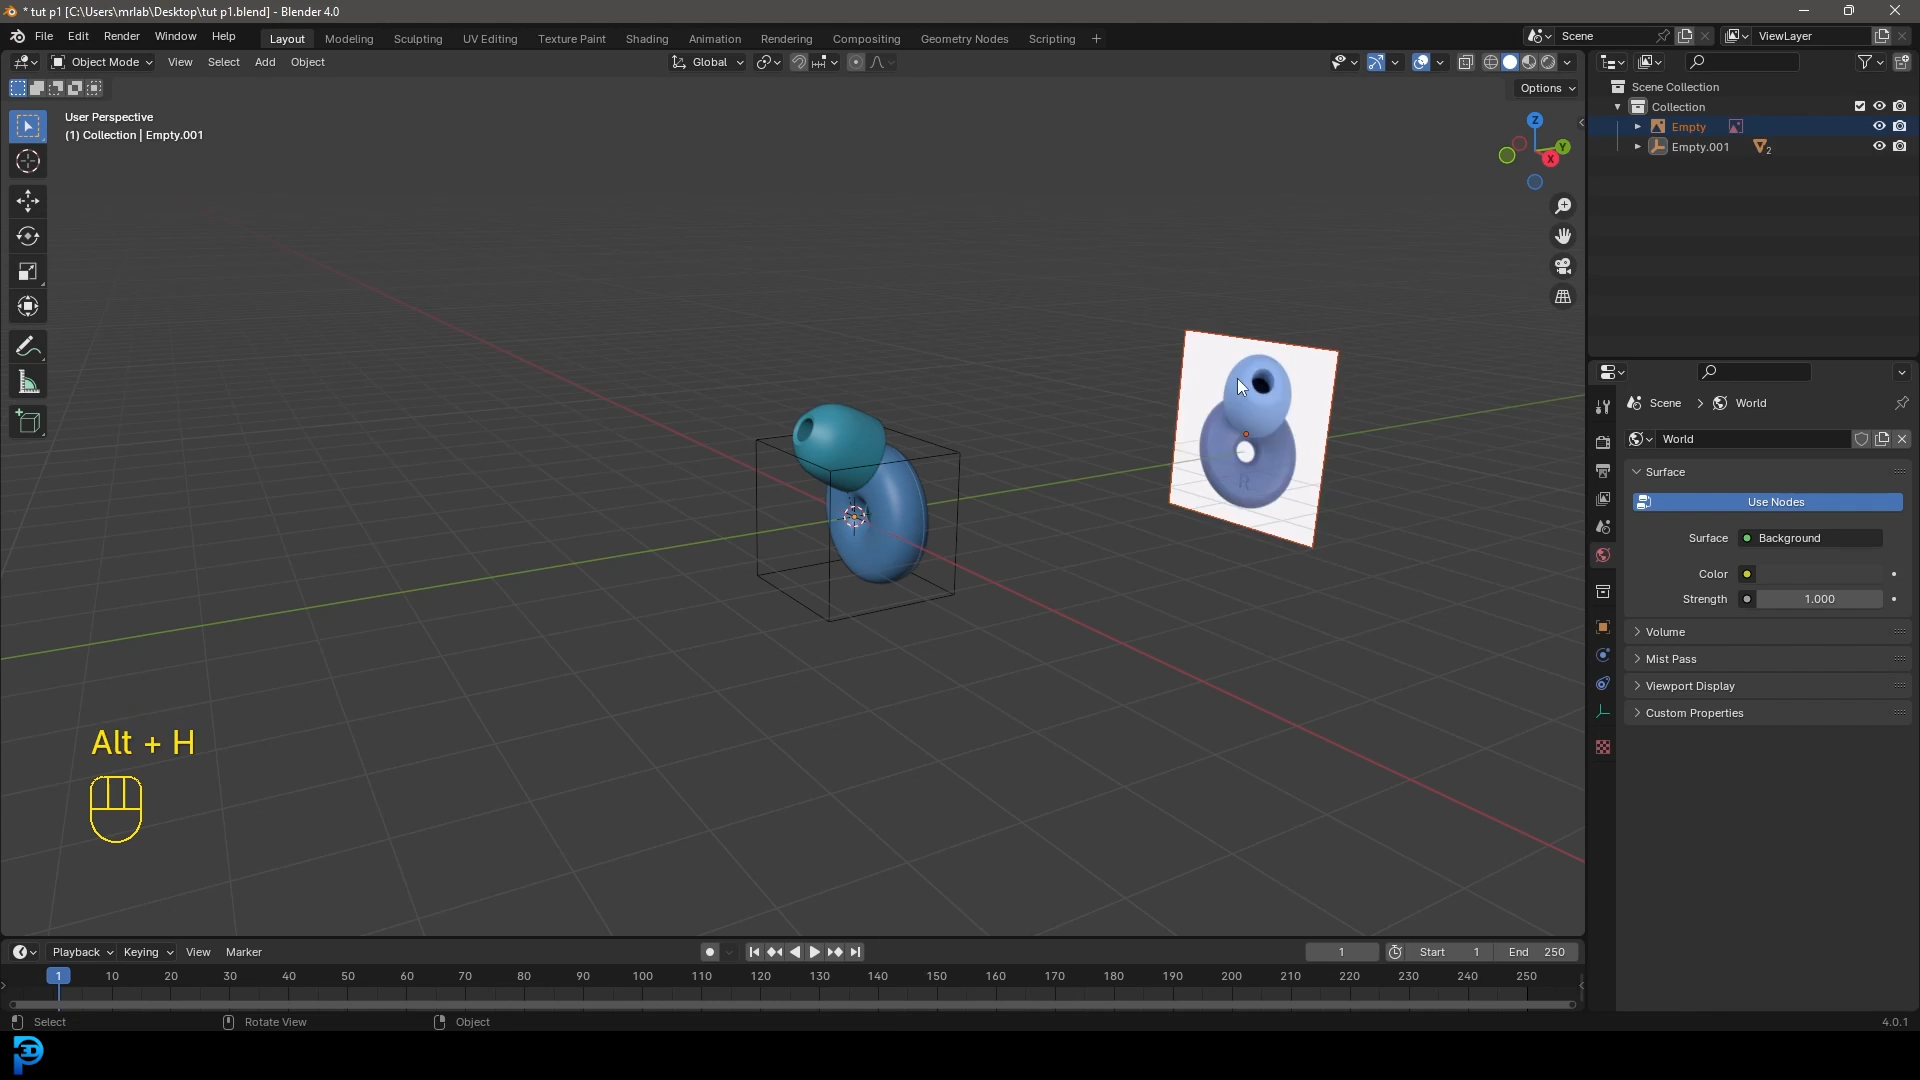 * tut p1 [C:\Users\mrlab\Desktop\tut p1.blend] - Blender 4.0
File Edit Render Window Help Layout Modeling Sculpting UV Editing Texture Paint Shading Animation Rendering Compositing Geometry Nodes Scripting + Scene ViewLayer
Object Mode View Select Add Object Global
Options
User Perspective
(1) Collection | Empty.001
Z
Y
X
Scene Collection
Collection
Empty
Empty.001 2
R
Scene > World
World
Surface
Use Nodes
Surface Background
Color
Strength 1.000
Volume
Mist Pass
Viewport Display
Custom Properties
Alt + H
Playback Keying View Marker 1 Start 1 End 250
1 10 20 30 40 50 60 70 80 90 100 110 120 130 140 150 160 170 180 190 200 210 220 230 240 250
Select Rotate View Object 4.0.1
3D